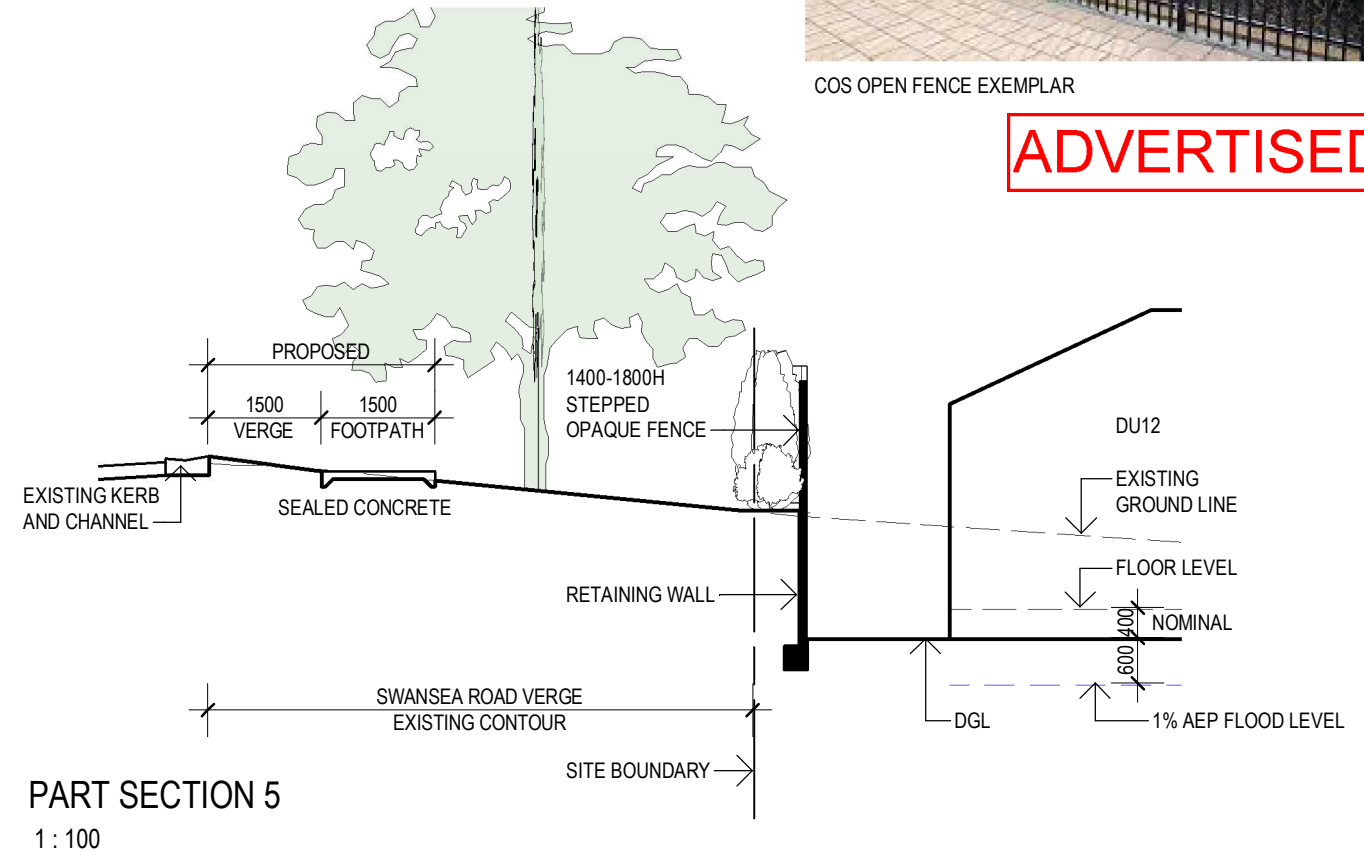 COS OPEN FENCE EXEMPLAR
ADVERTISED
PROPOSED
1500
VERGE
1500
FOOTPATH
1400-1800H
STEPPED
OPAQUE FENCE
DU12
EXISTING KERB
AND CHANNEL
SEALED CONCRETE
EXISTING
GROUND LINE
FLOOR LEVEL
RETAINING WALL
400
NOMINAL
600
SWANSEA ROAD VERGE
EXISTING CONTOUR
DGL
1% AEP FLOOD LEVEL
SITE BOUNDARY
PART SECTION 5
1 : 100